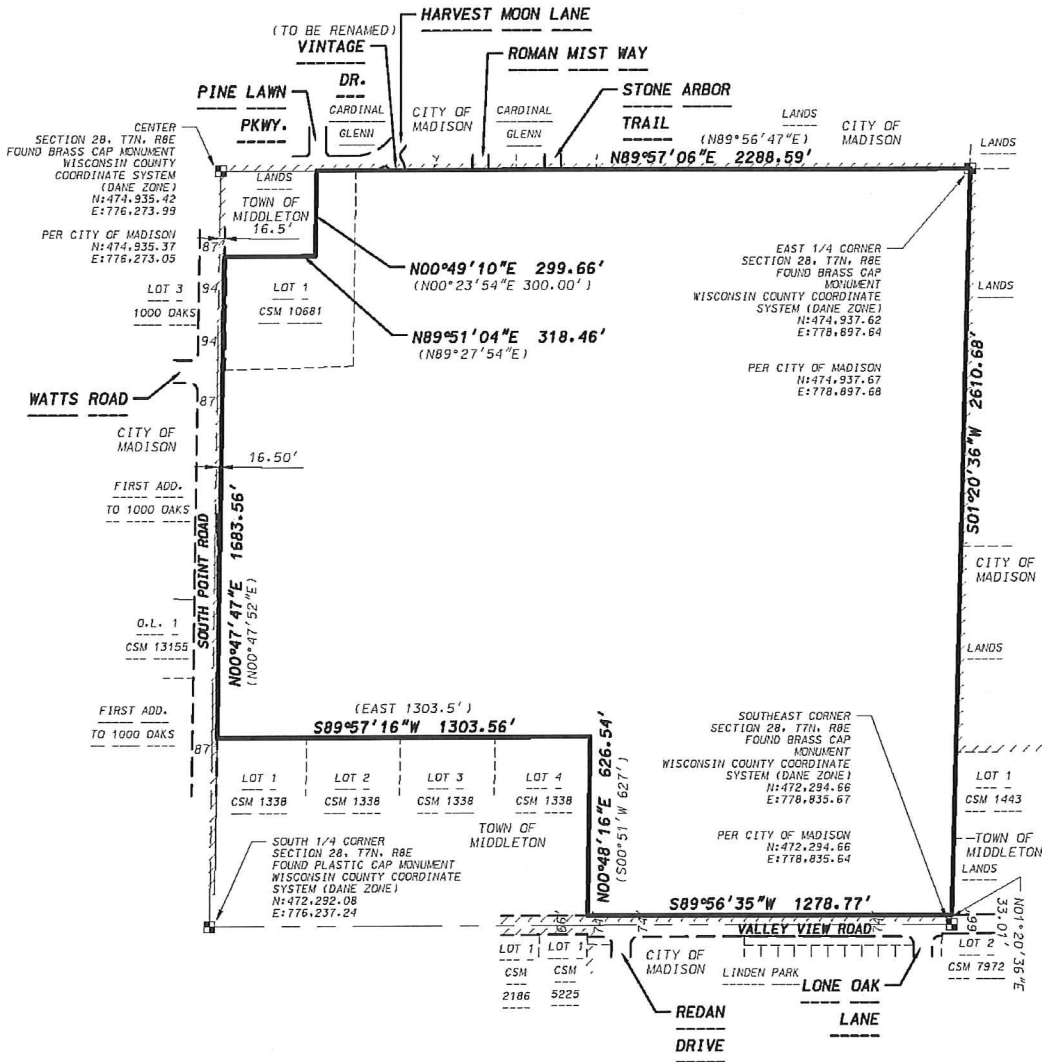 HARVEST MOON LANE
(TO BE RENAMED)
VINTAGE
DR.
ROMAN MIST WAY
PINE LAWN
PKWY.
CARDINAL
GLENN
CITY OF
MADISON
CARDINAL
GLENN
STONE ARBOR
TRAIL
LANDS
CITY OF
MADISON
(N89°56'47"E)
N89°57'06"E 2288.59'
LANDS
CENTER
SECTION 28, T7N, R8E
FOUND BRASS CAP MONUMENT
WISCONSIN COUNTY
COORDINATE SYSTEM
(DANE ZONE)
N:474,935.42
E:776,273.99
PER CITY OF MADISON
N:474,935.37
E:776,273.05
LANDS
TOWN OF
MIDDLETON
16.5'
87'
N00°49'10"E 299.66'
(N00°23'54"E 300.00')
EAST 1/4 CORNER
SECTION 28, T7N, R8E
FOUND BRASS CAP
MONUMENT
WISCONSIN COUNTY COORDINATE
SYSTEM (DANE ZONE)
N:474,937.62
E:778,897.64
PER CITY OF MADISON
N:474,937.67
E:778,897.68
LANDS
LOT 3
1000 OAKS
94
LOT 1
CSM 10681
N89°51'04"E 318.46'
(N89°27'54"E)
94
WATTS ROAD
87'
CITY OF
MADISON
16.50'
S01°20'36"W 2610.68'
FIRST ADD.
TO 1000 OAKS
SOUTH POINT ROAD
N00°47'47"E 1683.56'
(N00°47'52"E)
CITY OF
MADISON
O.L. 1
CSM 13155
LANDS
FIRST ADD.
TO 1000 OAKS
87'
(EAST 1303.5')
S89°57'16"W 1303.56'
LOT 1
CSM 1338
LOT 2
CSM 1338
LOT 3
CSM 1338
LOT 4
CSM 1338
TOWN OF
MIDDLETON
N00°48'16"E 626.54'
(S00°51'W 627')
SOUTHEAST CORNER
SECTION 28, T7N, R8E
FOUND BRASS CAP
MONUMENT
WISCONSIN COUNTY COORDINATE
SYSTEM (DANE ZONE)
N:472,294.66
E:778,835.67
PER CITY OF MADISON
N:472,294.66
E:778,835.64
LOT 1
CSM 1443
TOWN OF
MIDDLETON
LANDS
SOUTH 1/4 CORNER
SECTION 28, T7N, R8E
FOUND PLASTIC CAP MONUMENT
WISCONSIN COUNTY COORDINATE
SYSTEM (DANE ZONE)
N:472,292.08
E:776,237.24
S89°56'35"W 1278.77'
N01°20'36"E
33.01'
66
74
74
74
66
VALLEY VIEW ROAD
LOT 1
CSM
2186
LOT 1
CSM
5225
CITY OF
MADISON
LINDEN PARK
LOT 2
CSM 7972
LONE OAK
LANE
REDAN
DRIVE